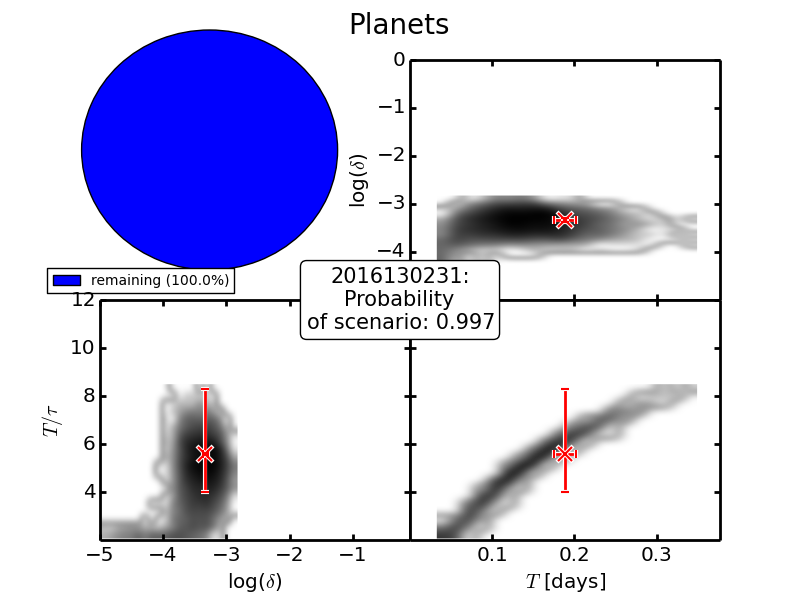 Planets
0
−1
−2
−3
−4
log(δ)
remaining (100.0%)
2016130231:
Probability
of scenario: 0.997
12
10
8
6
4
T/τ
−5 −4 −3 −2 −1
log(δ)
0.1 0.2 0.3
T [days]